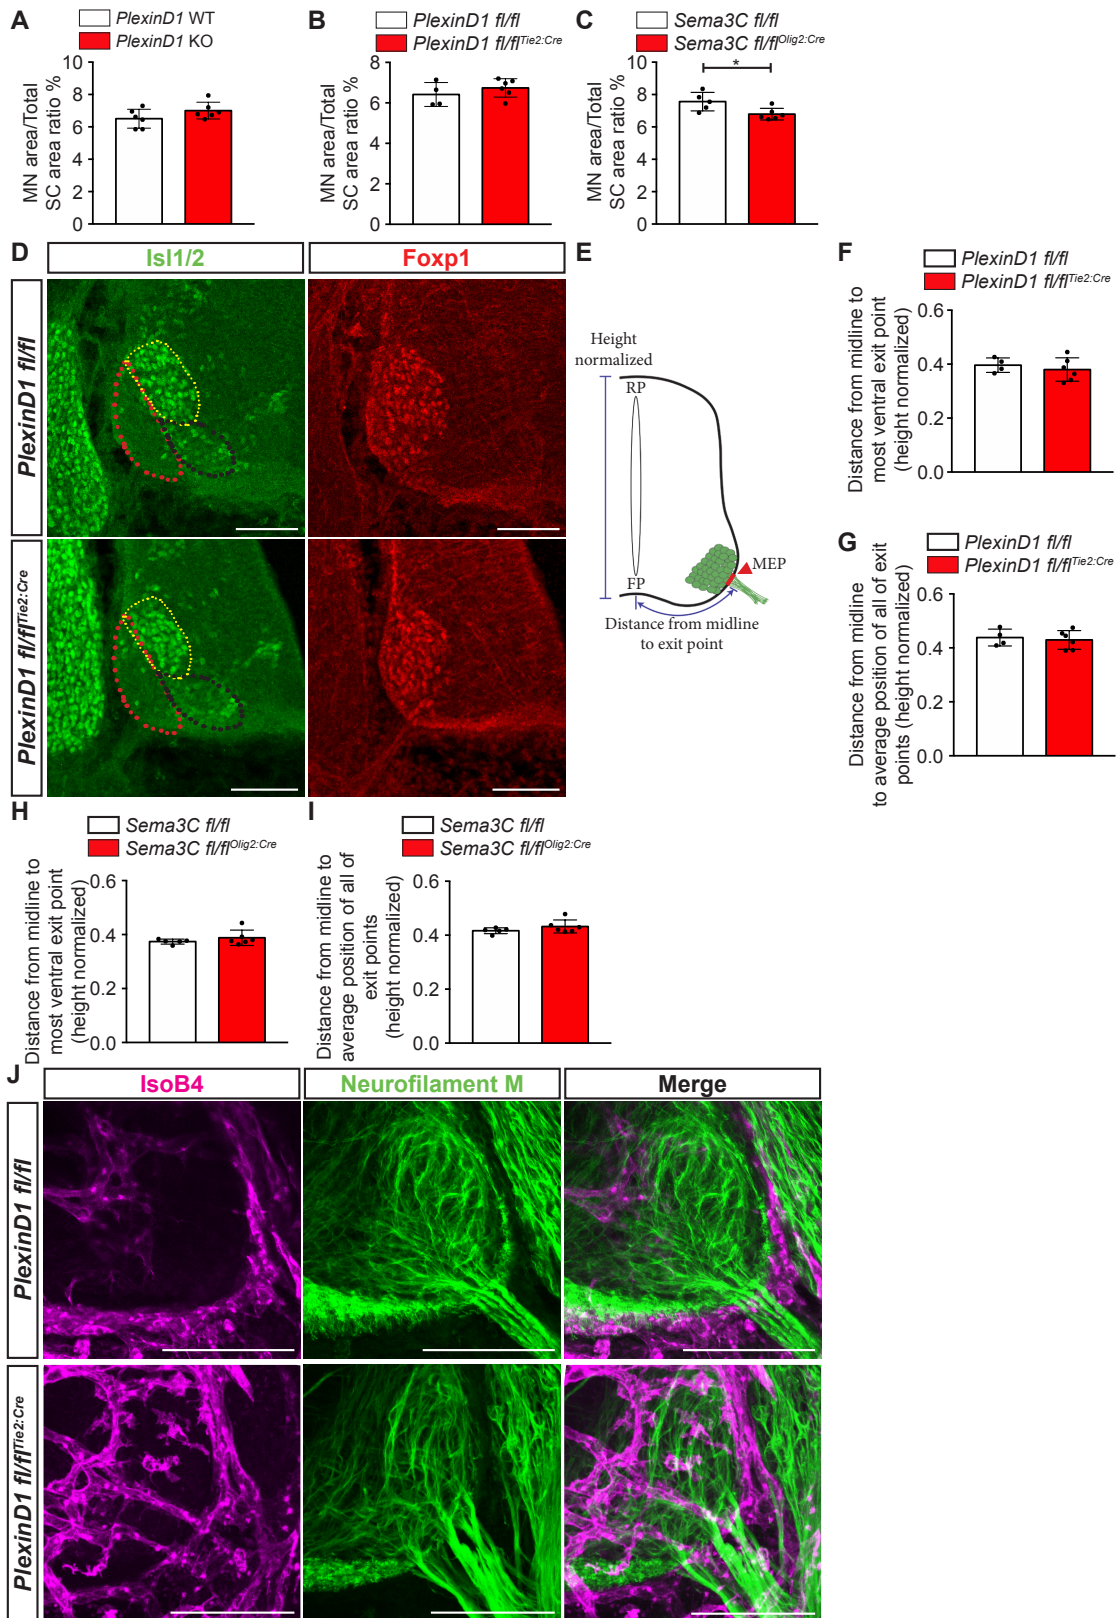 A
PlexinD1 WT
PlexinD1 KO
MN area/Total
SC area ratio %
10
8
6
4
2
0
B
PlexinD1 fl/fl
PlexinD1 fl/flTie2:Cre
MN area/Total
SC area ratio %
8
6
4
2
0
C
Sema3C fl/fl
Sema3C fl/flOlig2:Cre
MN area/Total
SC area ratio %
10
8
6
4
2
0
*
D
Isl1/2
Foxp1
PlexinD1 fl/fl
PlexinD1 fl/flTie2:Cre
E
Height
normalized
RP
FP
MEP
Distance from midline
to exit point
F
PlexinD1 fl/fl
PlexinD1 fl/flTie2:Cre
Distance from midline to
most ventral exit point
(height normalized)
0.6
0.4
0.2
0.0
G
PlexinD1 fl/fl
PlexinD1 fl/flTie2:Cre
Distance from midline
to average position of all of exit
points (height normalized)
0.6
0.4
0.2
0.0
H
Sema3C fl/fl
Sema3C fl/flOlig2:Cre
Distance from midline to
most ventral exit point
(height normalized)
0.6
0.4
0.2
0.0
I
Sema3C fl/fl
Sema3C fl/flOlig2:Cre
Distance from midline to
average position of all of
exit points
(height normalized)
0.6
0.4
0.2
0.0
J
IsoB4
Neurofilament M
Merge
PlexinD1 fl/fl
PlexinD1 fl/flTie2:Cre